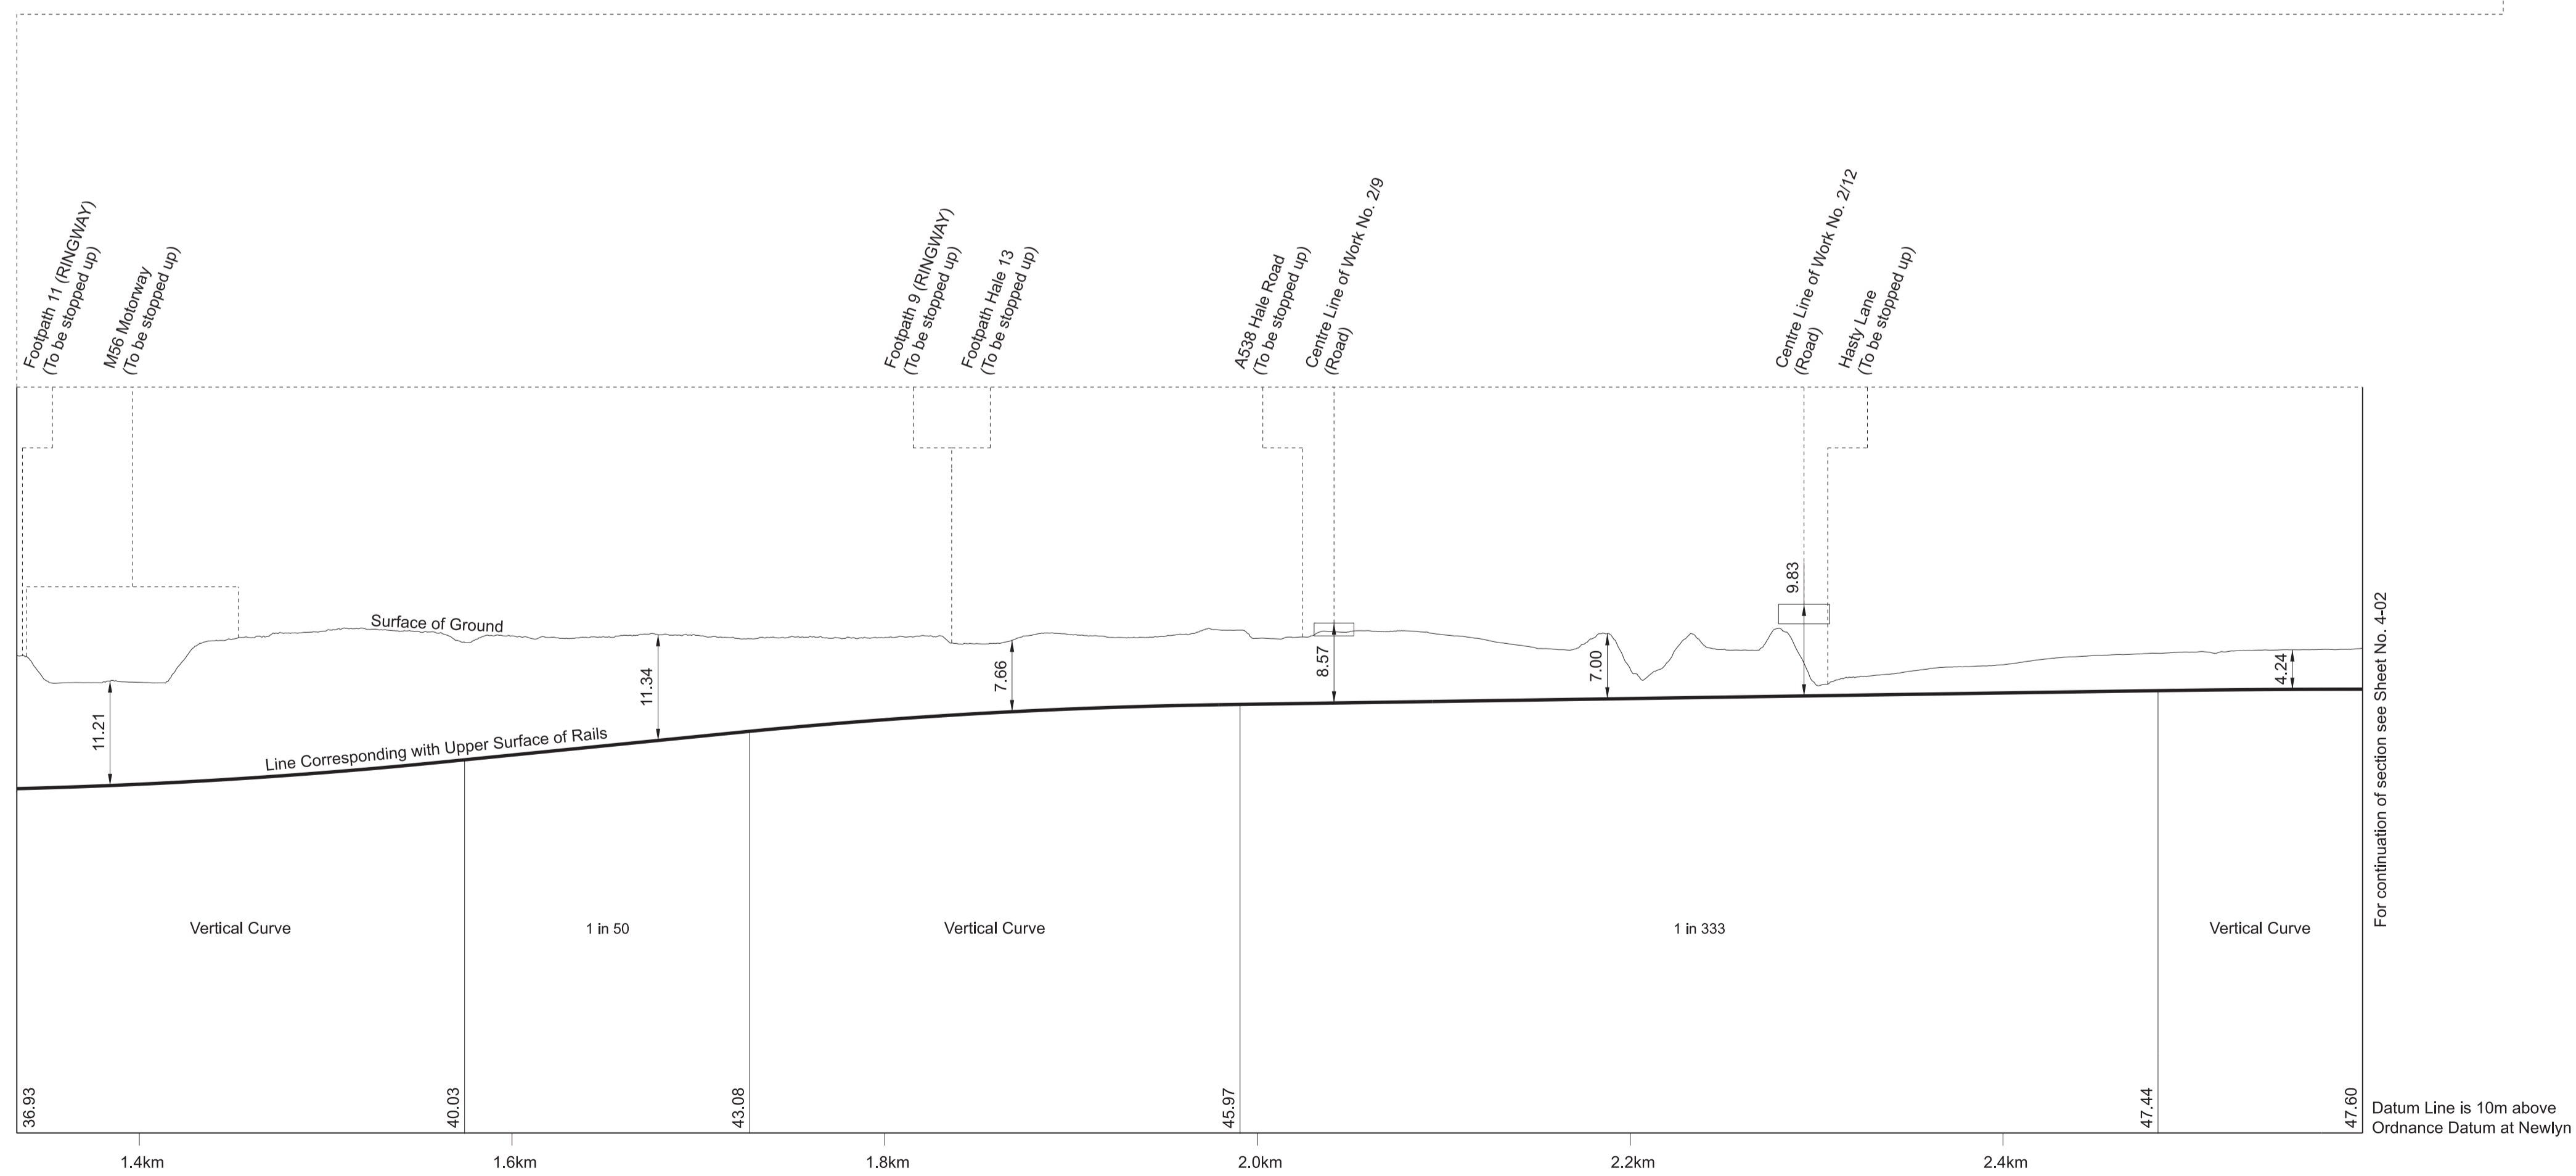 Footpath 11 (RINGWAY)
(To be stopped up)
M56 Motorway
(To be stopped up)
Footpath 9 (RINGWAY)
(To be stopped up)
Footpath Hale 13
(To be stopped up)
A538 Hale Road
(To be stopped up)
Centre Line of Work No. 2/9
(Road)
Centre Line of Work No. 2/12
(Road)
Hasty Lane
(To be stopped up)
Surface of Ground
11.21
11.34
7.66
8.57
7.00
9.83
4.24
Line Corresponding with Upper Surface of Rails
For continuation of section see Sheet No. 4-02
Vertical Curve
1 in 50
Vertical Curve
1 in 333
Vertical Curve
36.93
40.03
43.08
45.97
47.44
47.60
Datum Line is 10m above
Ordnance Datum at Newlyn
1.4km
1.6km
1.8km
2.0km
2.2km
2.4km